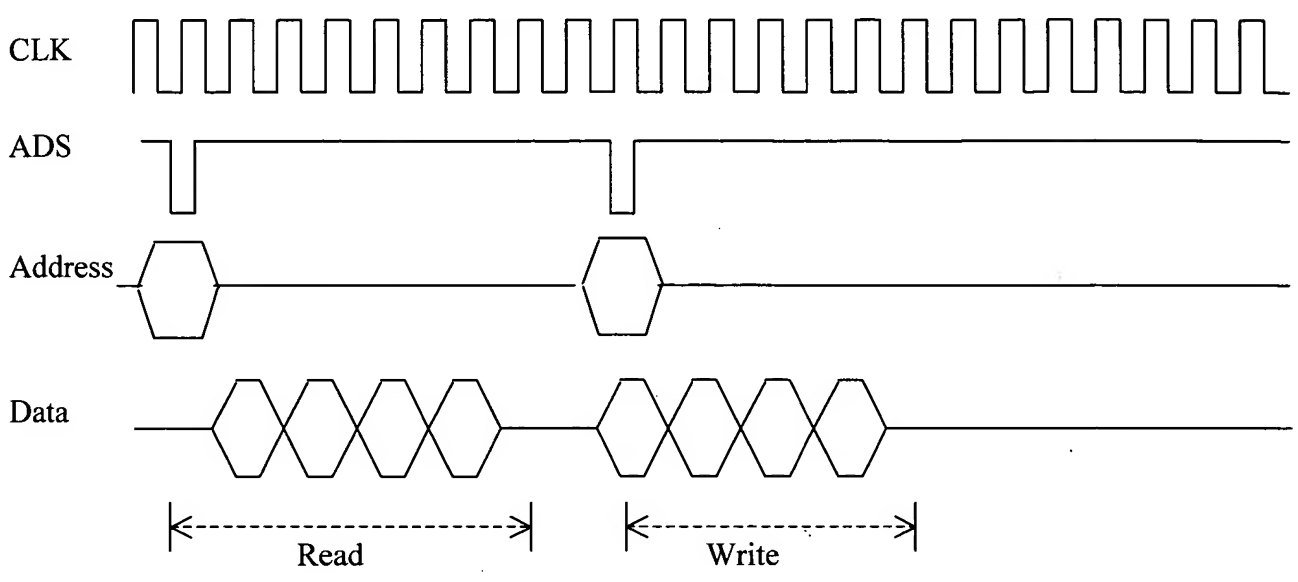 CLK
ADS
Address
Data
Read
Write